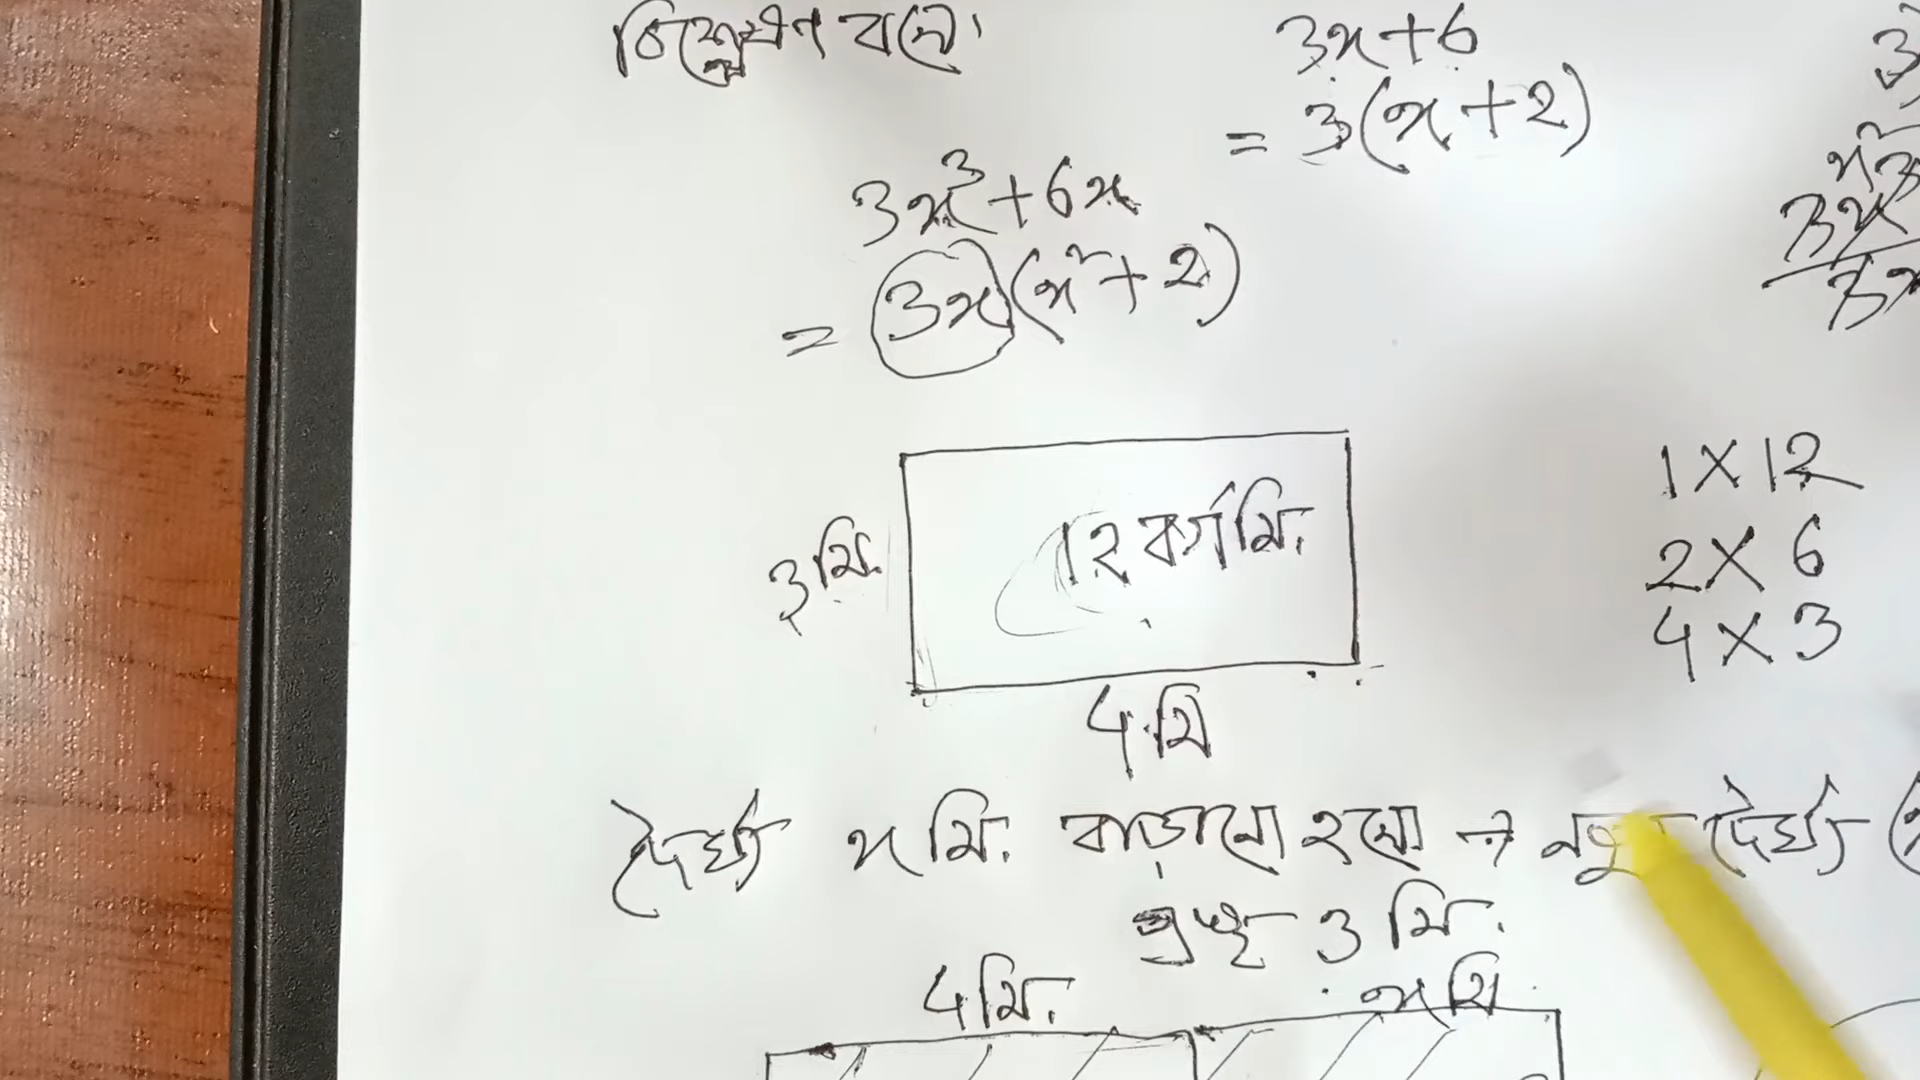 বিশ্লেষণ বলে।
3x+6
= 3(x+2)
3x³+6x
= 3x(x²+2)
1×12
2×6
4×3
৩মি.
12 বর্গমি.
4মি
দৈর্ঘ্য x মি. বাড়ানো হলো → নতুন দৈর্ঘ্য (
প্রস্থ 3 মি.
4মি.
xমি